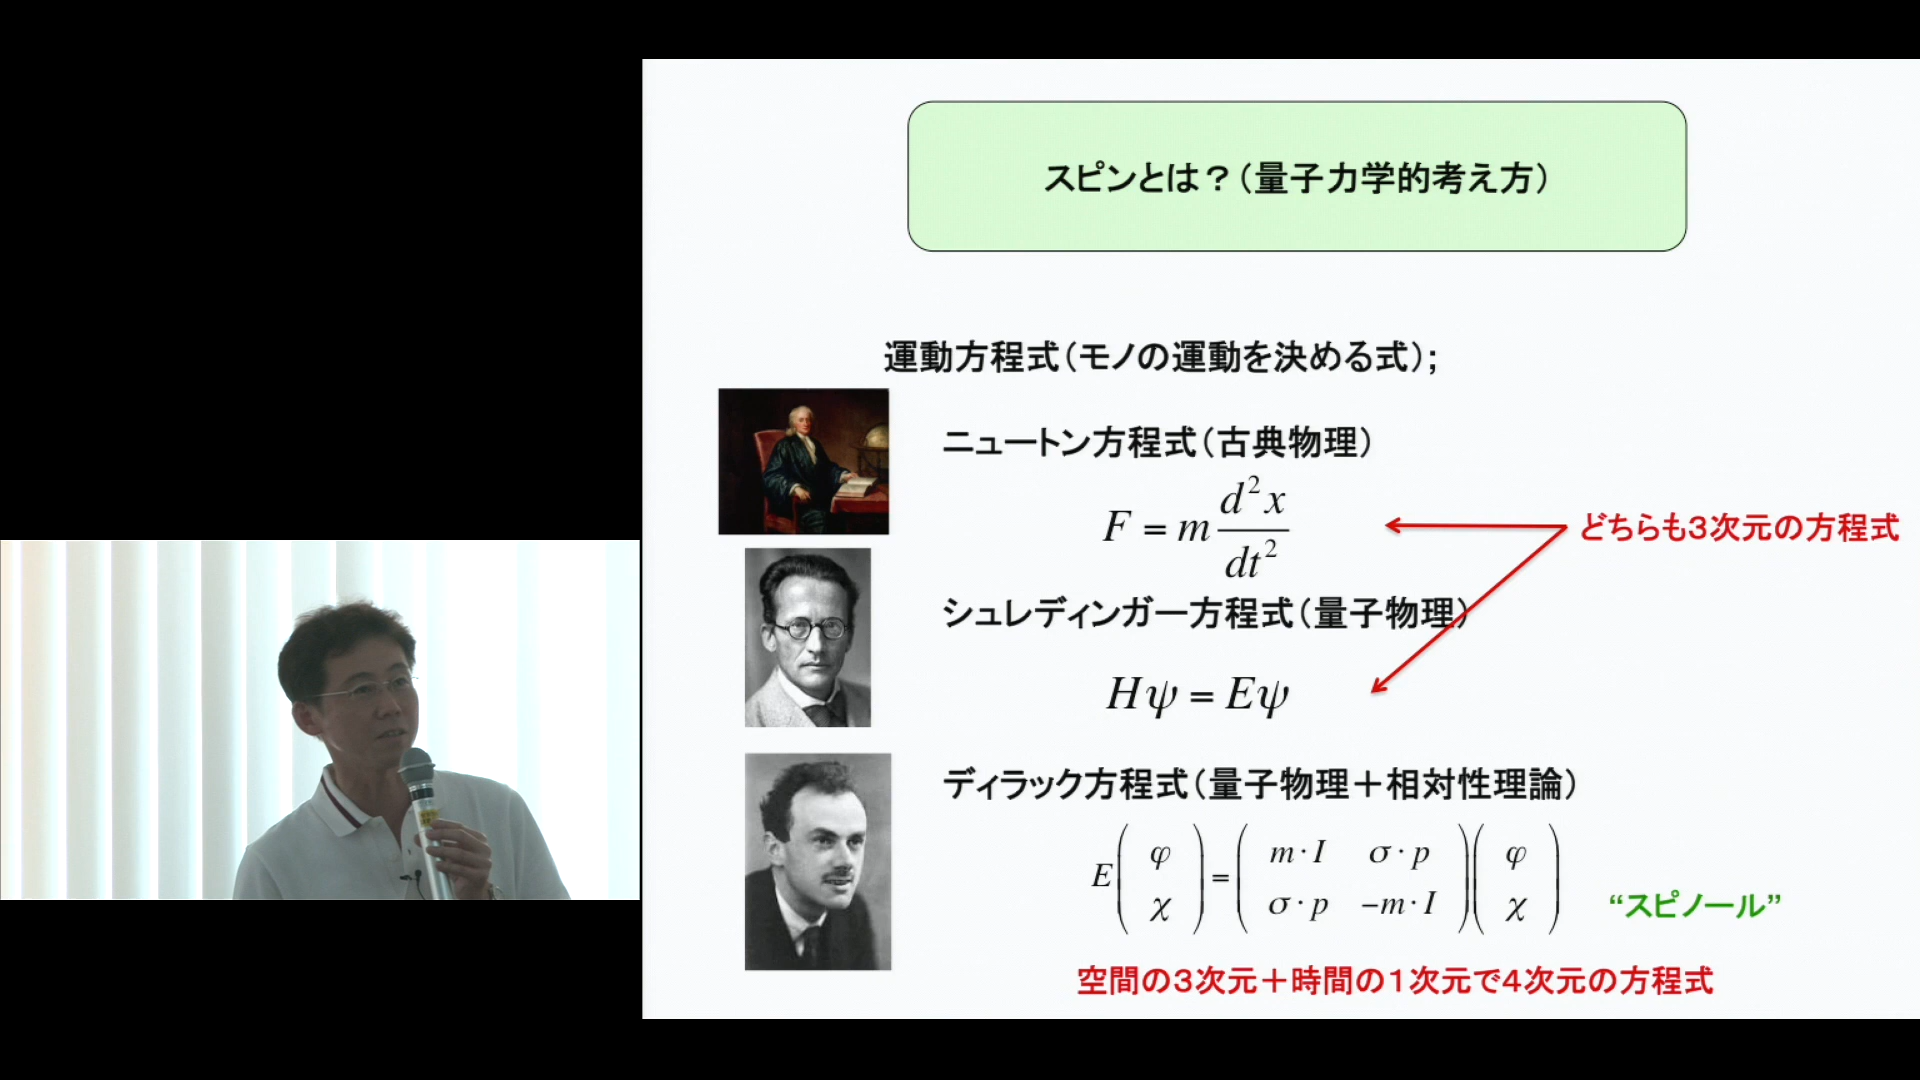 スピンとは？（量子力学的考え方）
運動方程式（モノの運動を決める式）；
ニュートン方程式（古典物理）
F = m d²x / dt²
どちらも3次元の方程式
シュレディンガー方程式（量子物理）
Hψ = Eψ
ディラック方程式（量子物理＋相対性理論）
E ( φ χ ) = ( m·I σ·p σ·p −m·I ) ( φ χ )
“スピノール”
空間の3次元＋時間の1次元で4次元の方程式